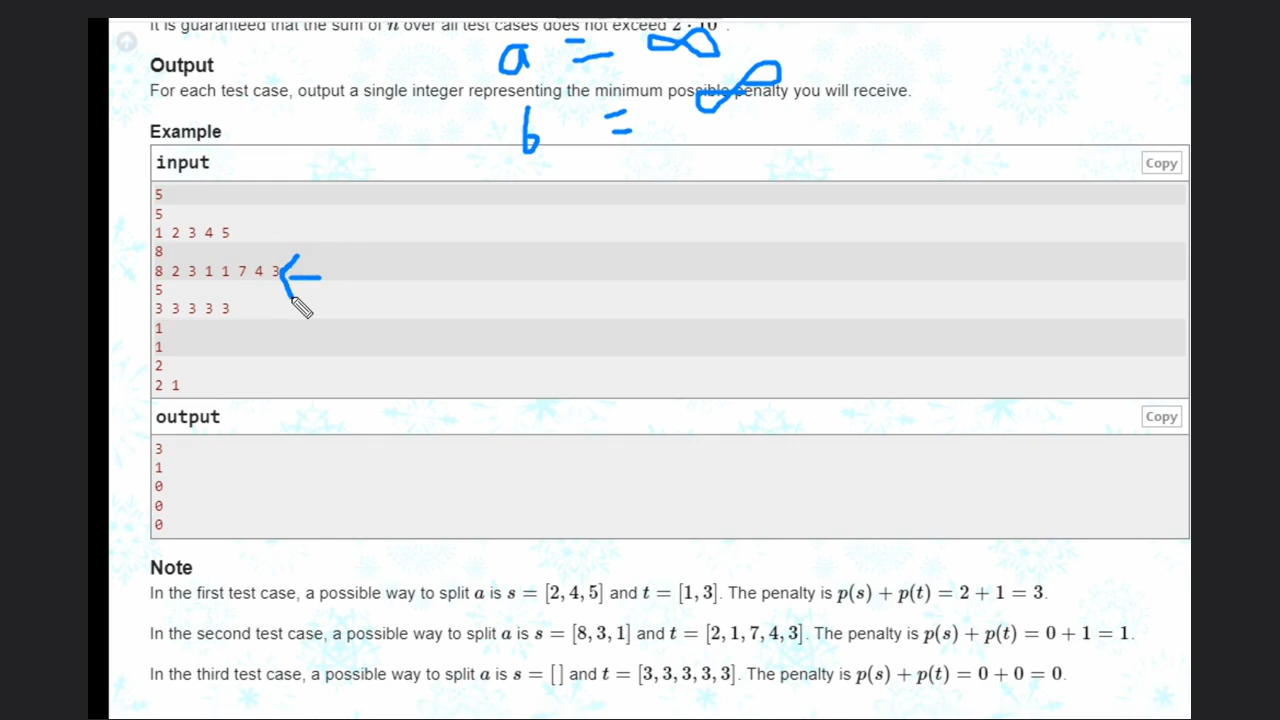 It is guaranteed that the sum of n over all test cases does not exceed 2 · 10 .
a = ∞
Output
For each test case, output a single integer representing the minimum possible penalty you will receive.
b = ∞
Example
input
Copy
5
5
1 2 3 4 5
8
8 2 3 1 1 7 4 3
5
3 3 3 3 3
1
1
2
2 1
output
Copy
3
1
0
0
0
Note
In the first test case, a possible way to split a is s = [2, 4, 5] and t = [1, 3]. The penalty is p(s) + p(t) = 2 + 1 = 3.
In the second test case, a possible way to split a is s = [8, 3, 1] and t = [2, 1, 7, 4, 3]. The penalty is p(s) + p(t) = 0 + 1 = 1.
In the third test case, a possible way to split a is s = [ ] and t = [3, 3, 3, 3, 3]. The penalty is p(s) + p(t) = 0 + 0 = 0.